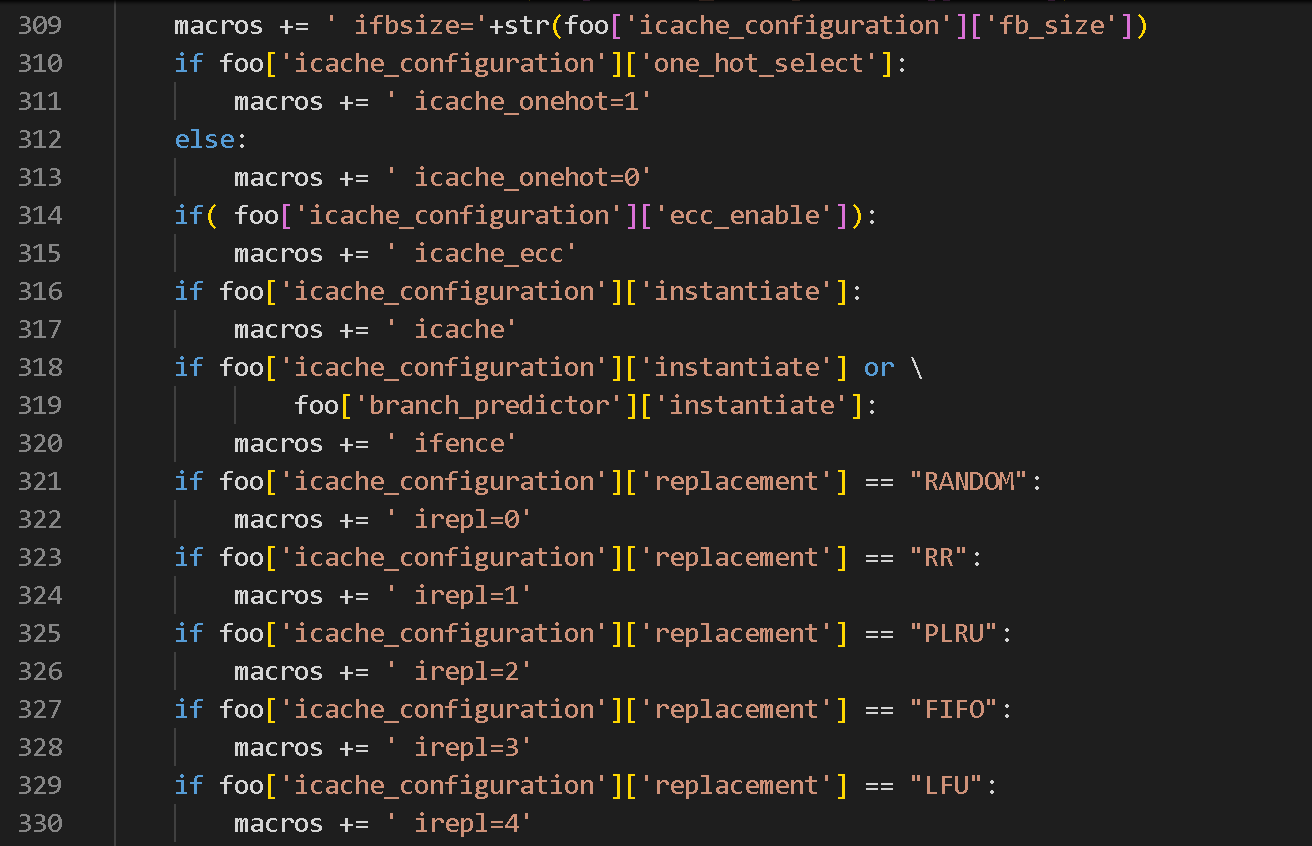 309 macros += ' ifbsize='+str(foo['icache_configuration']['fb_size'])
310 if foo['icache_configuration']['one_hot_select']:
311 macros += ' icache_onehot=1'
312 else:
313 macros += ' icache_onehot=0'
314 if( foo['icache_configuration']['ecc_enable']):
315 macros += ' icache_ecc'
316 if foo['icache_configuration']['instantiate']:
317 macros += ' icache'
318 if foo['icache_configuration']['instantiate'] or \
319 foo['branch_predictor']['instantiate']:
320 macros += ' ifence'
321 if foo['icache_configuration']['replacement'] == "RANDOM":
322 macros += ' irepl=0'
323 if foo['icache_configuration']['replacement'] == "RR":
324 macros += ' irepl=1'
325 if foo['icache_configuration']['replacement'] == "PLRU":
326 macros += ' irepl=2'
327 if foo['icache_configuration']['replacement'] == "FIFO":
328 macros += ' irepl=3'
329 if foo['icache_configuration']['replacement'] == "LFU":
330 macros += ' irepl=4'